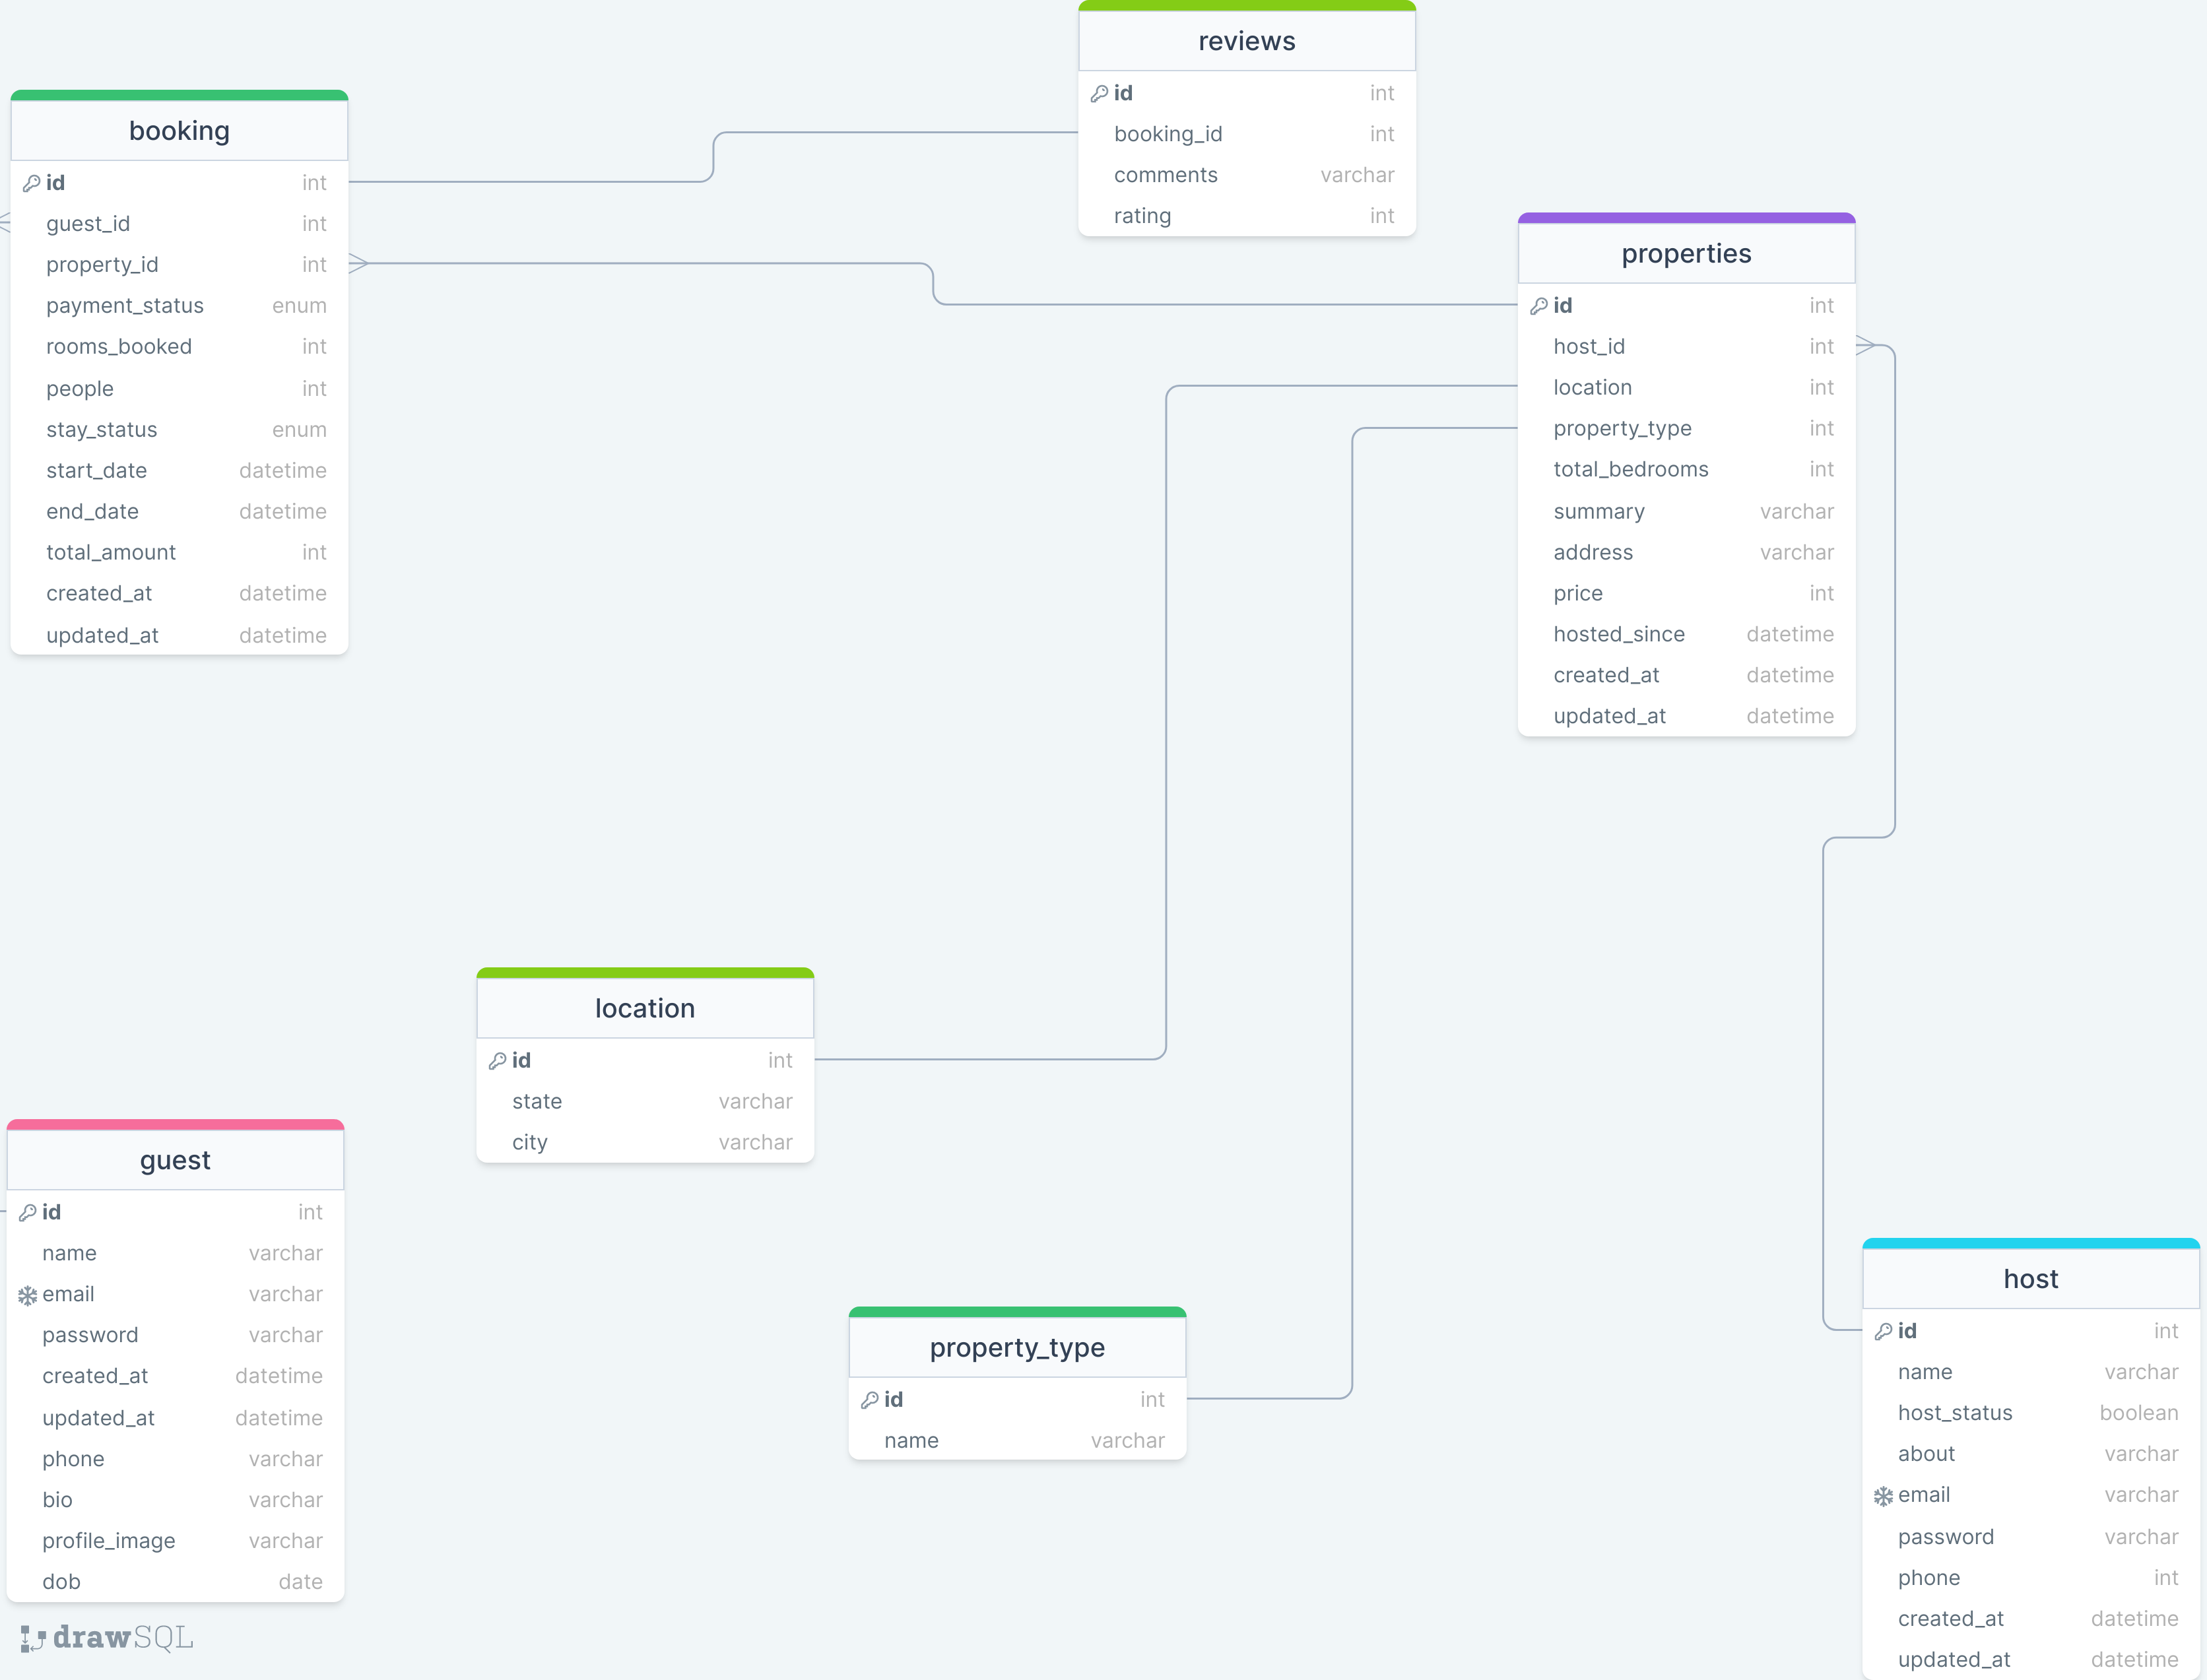 reviews
id int
booking_id int
comments varchar
rating int
booking
id int
guest_id int
property_id int
payment_status enum
rooms_booked int
people int
stay_status enum
start_date datetime
end_date datetime
total_amount int
created_at datetime
updated_at datetime
properties
id int
host_id int
location int
property_type int
total_bedrooms int
summary varchar
address varchar
price int
hosted_since datetime
created_at datetime
updated_at datetime
location
id int
state varchar
city varchar
guest
id int
name varchar
email varchar
password varchar
created_at datetime
updated_at datetime
phone varchar
bio varchar
profile_image varchar
dob date
property_type
id int
name varchar
host
id int
name varchar
host_status boolean
about varchar
email varchar
password varchar
phone int
created_at datetime
updated_at datetime
drawSQL